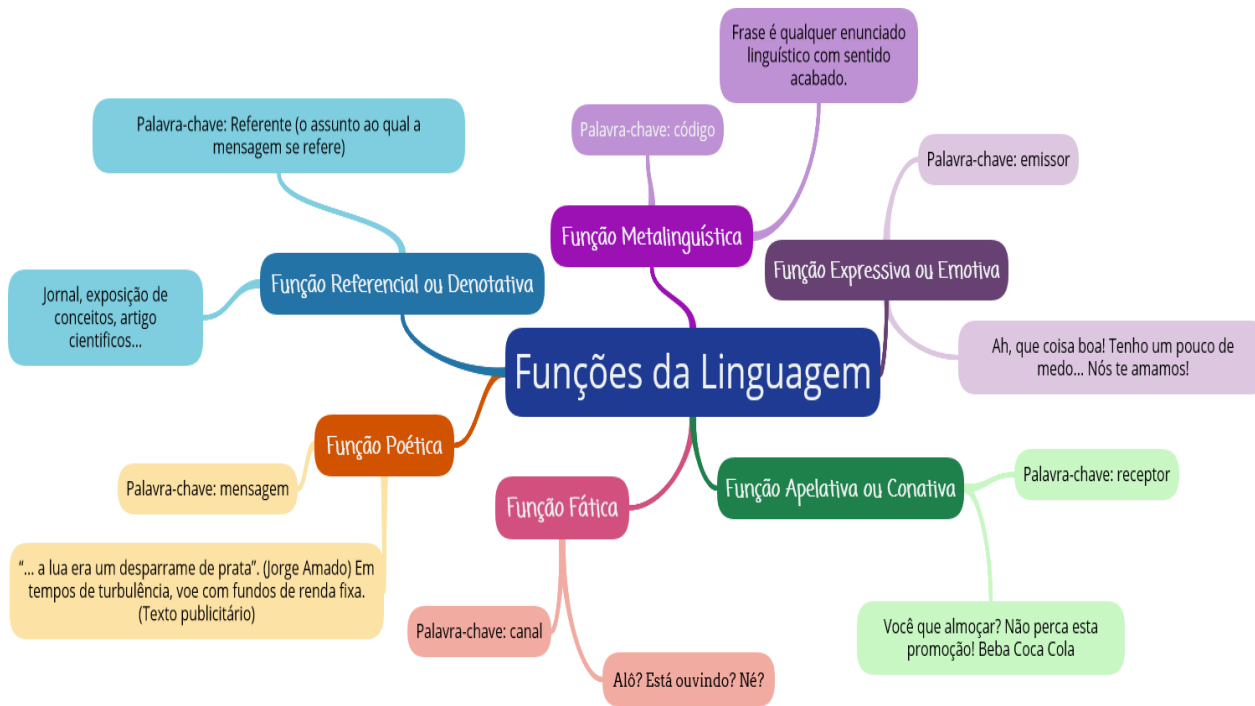 Funções da Linguagem
Função Referencial ou Denotativa
Palavra-chave: Referente (o assunto ao qual a
mensagem se refere)
Jornal, exposição de
conceitos, artigo
cientificos...
Função Metalinguística
Palavra-chave: código
Frase é qualquer enunciado
linguístico com sentido
acabado.
Função Expressiva ou Emotiva
Palavra-chave: emissor
Ah, que coisa boa! Tenho um pouco de
medo... Nós te amamos!
Função Poética
Palavra-chave: mensagem
“... a lua era um desparrame de prata”. (Jorge Amado) Em
tempos de turbulência, voe com fundos de renda fixa.
(Texto publicitário)
Função Fática
Palavra-chave: canal
Alô? Está ouvindo? Né?
Função Apelativa ou Conativa
Palavra-chave: receptor
Você que almoçar? Não perca esta
promoção! Beba Coca Cola